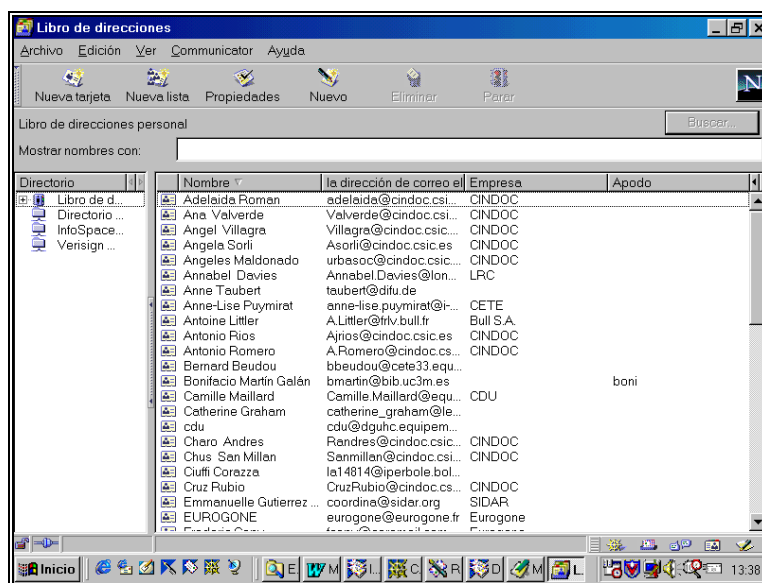 Libro de direcciones
Archivo Edición Ver Communicator Ayuda
Nueva tarjeta Nueva lista Propiedades Nuevo Eliminar Parar
N
Libro de direcciones personal Buscar...
Mostrar nombres con:
Directorio Nombre la dirección de correo el Empresa Apodo
Libro de d... Adelaida Roman adelaida@cindoc.csi... CINDOC
Directorio ... Ana Valverde Valverde@cindoc.csi... CINDOC
InfoSpace... Angel Villagra Villagra@cindoc.csic.... CINDOC
Verisign ... Angela Sorli Asorli@cindoc.csic.es CINDOC
Angeles Maldonado urbasoc@cindoc.csic.... CINDOC
Annabel Davies Annabel.Davies@lon... LRC
Anne Taubert taubert@difu.de
Anne-Lise Puymirat anne-lise.puymirat@i-... CETE
Antoine Littler A.Littler@frlv.bull.fr Bull S.A.
Antonio Rios Ajrios@cindoc.csic.es CINDOC
Antonio Romero A.Romero@cindoc.cs... CINDOC
Bernard Beudou bbeudou@cete33.equ...
Bonifacio Martín Galán bmartin@bib.uc3m.es boni
Camille Maillard Camille.Maillard@equ... CDU
Catherine Graham catherine_graham@le...
cdu cdu@dguhc.equipem...
Charo Andres Randres@cindoc.csic... CINDOC
Chus San Millan Sanmillan@cindoc.csi... CINDOC
Ciuffi Corazza la14814@iperbole.bol...
Cruz Rubio CruzRubio@cindoc.cs... CINDOC
Emmanuelle Gutierrez ... coordina@sidar.org SIDAR
EUROGONE eurogone@eurogone.fr Eurogone
Inicio E. M I... C R D M L 13:38